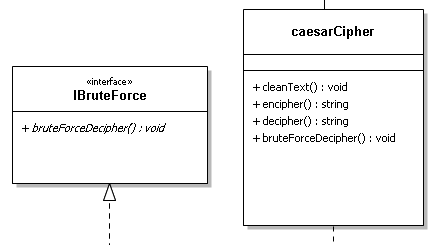 «interface»
IBruteForce
+ bruteForceDecipher() : void
caesarCipher
+ cleanText() : void
+ encipher() : string
+ decipher() : string
+ bruteForceDecipher() : void